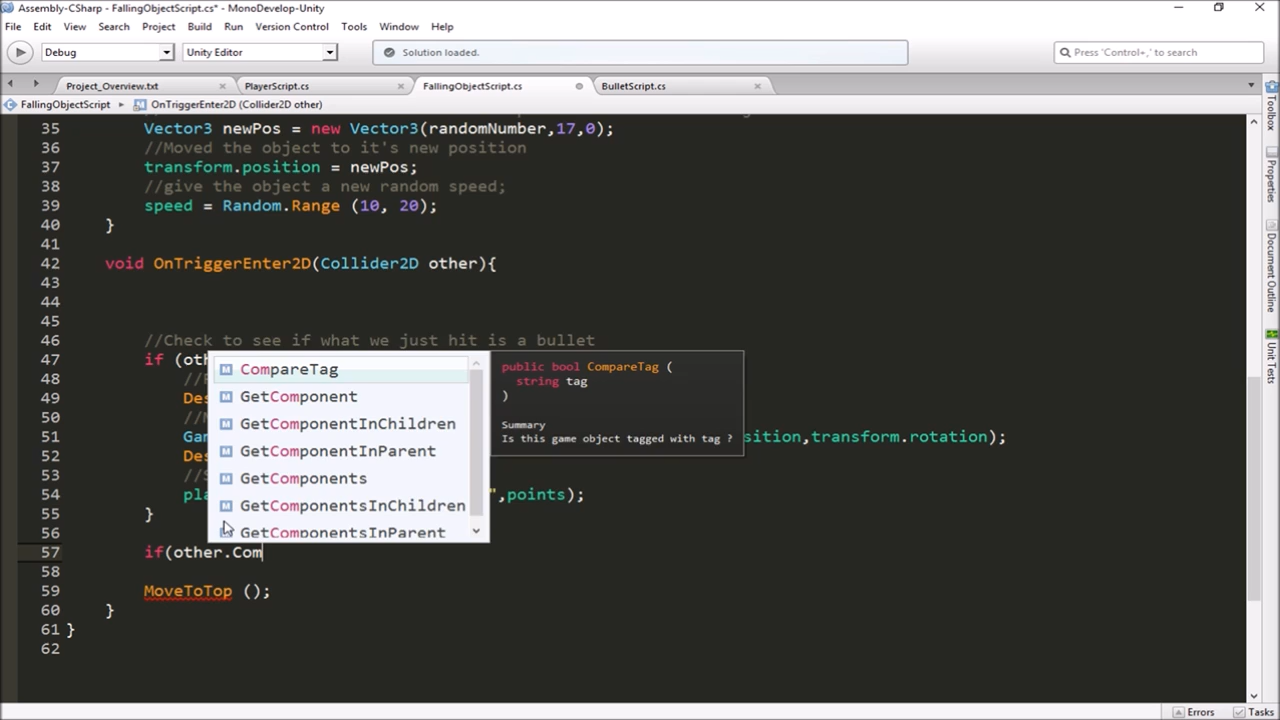 Assembly-CSharp - FallingObjectScript.cs* - MonoDevelop-Unity
File Edit View Search Project Build Run Version Control Tools Window Help
Debug Unity Editor Solution loaded. Press 'Control+,' to search
Project_Overview.txt PlayerScript.cs FallingObjectScript.cs BulletScript.cs
FallingObjectScript OnTriggerEnter2D (Collider2D other)
35 Vector3 newPos = new Vector3(randomNumber,17,0);
36 //Moved the object to it's new position
37 transform.position = newPos;
38 //give the object a new random speed;
39 speed = Random.Range (10, 20);
40 }
41
42 void OnTriggerEnter2D(Collider2D other){
43
44
45
46 //Check to see if what we just hit is a bullet
47 if (oth
48 //
49 Des
50 //
51 Gam sition,transform.rotation);
52 Des
53 //
54 pla ",points);
55 }
56
57 if(other.Com
58
59 MoveToTop ();
60 }
61 }
62
CompareTag
GetComponent
GetComponentInChildren
GetComponentInParent
GetComponents
GetComponentsInChildren
GetComponentsInParent
public bool CompareTag (
string tag
)
Summary
Is this game object tagged with tag ?
Toolbox
Properties
Document Outline
Unit Tests
Errors Tasks